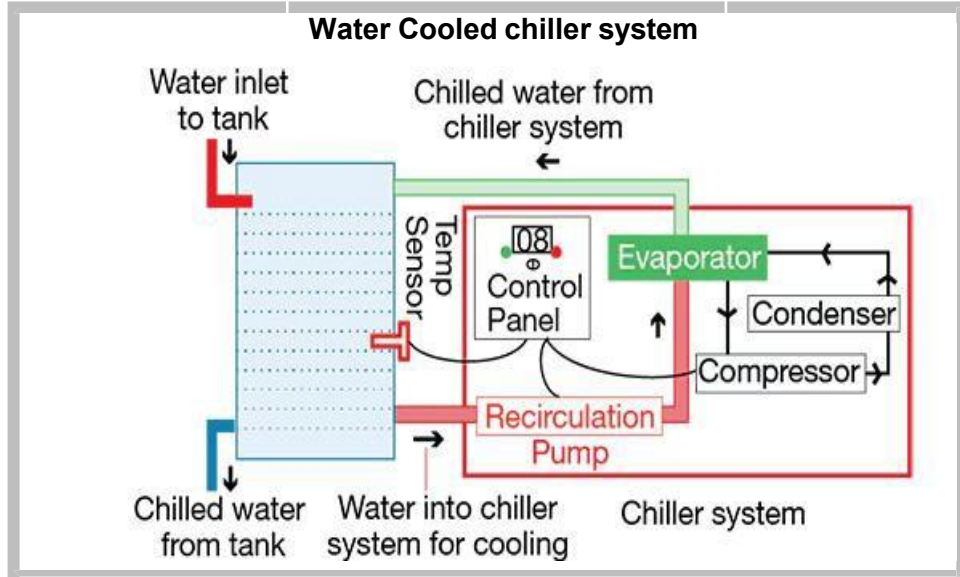 Water Cooled chiller system
Water inlet
to tank
Chilled water from
chiller system
Temp
Sensor
08
Control
Panel
Evaporator
Condenser
Compressor
Recirculation
Pump
Chilled water
from tank
Water into chiller
system for cooling
Chiller system